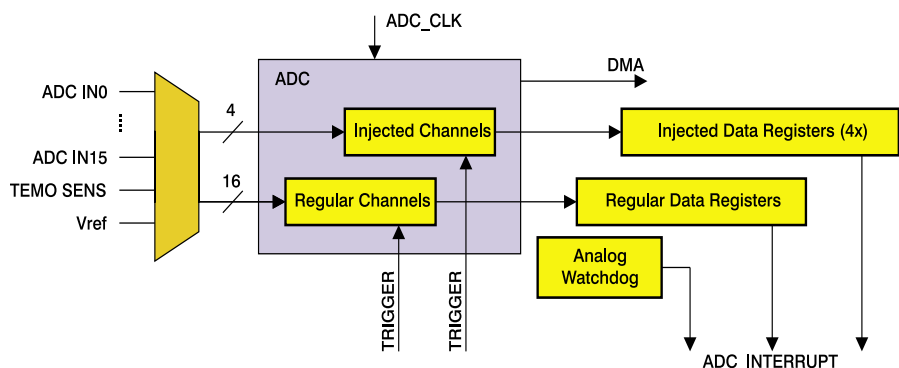 ADC_CLK
ADC
DMA
ADC IN0
4
Injected Channels
Injected Data Registers (4x)
ADC IN15
TEMO SENS
16
Regular Channels
Regular Data Registers
Vref
Analog
Watchdog
TRIGGER
TRIGGER
ADC INTERRUPT